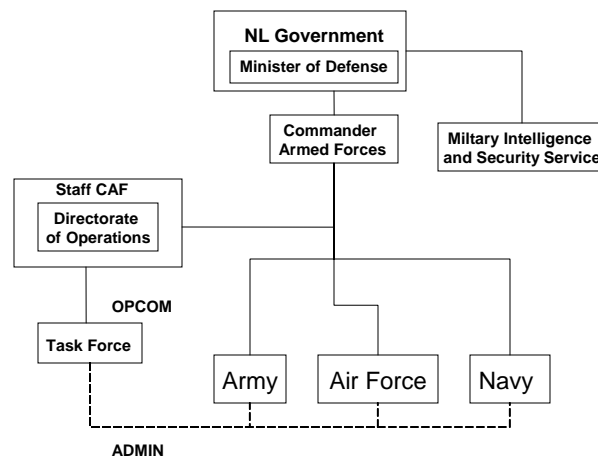 NL Government
Minister of Defense
Commander
Armed Forces
Miltary Intelligence
and Security Service
Staff CAF
Directorate
of Operations
OPCOM
Task Force
Army
Air Force
Navy
ADMIN